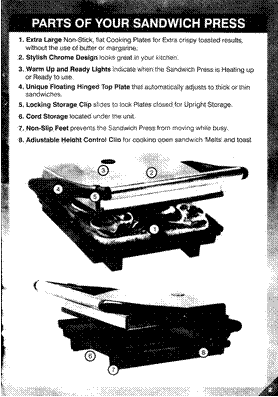 PARTS OF YOUR SANDWICH PRESS
1. Extra Large Non-Stick, flat Cooking Plates for Extra crispy toasted results,
without the use of butter or margarine.
2. Stylish Chrome Design looks great in your kitchen.
3. Warm Up and Ready Lights indicate when the Sandwich Press is Heating up
or Ready to use.
4. Unique Floating Hinged Top Plate that automatically adjusts to thick or thin
sandwiches.
5. Locking Storage Clip slides to lock Plates closed for Upright Storage.
6. Cord Storage located under the unit.
7. Non-Slip Feet prevents the Sandwich Press from moving while busy.
8. Adjustable Height Control Clip for cooking open sandwich 'Melts' and toast.
3
2
4
5
1
6
7
8
2